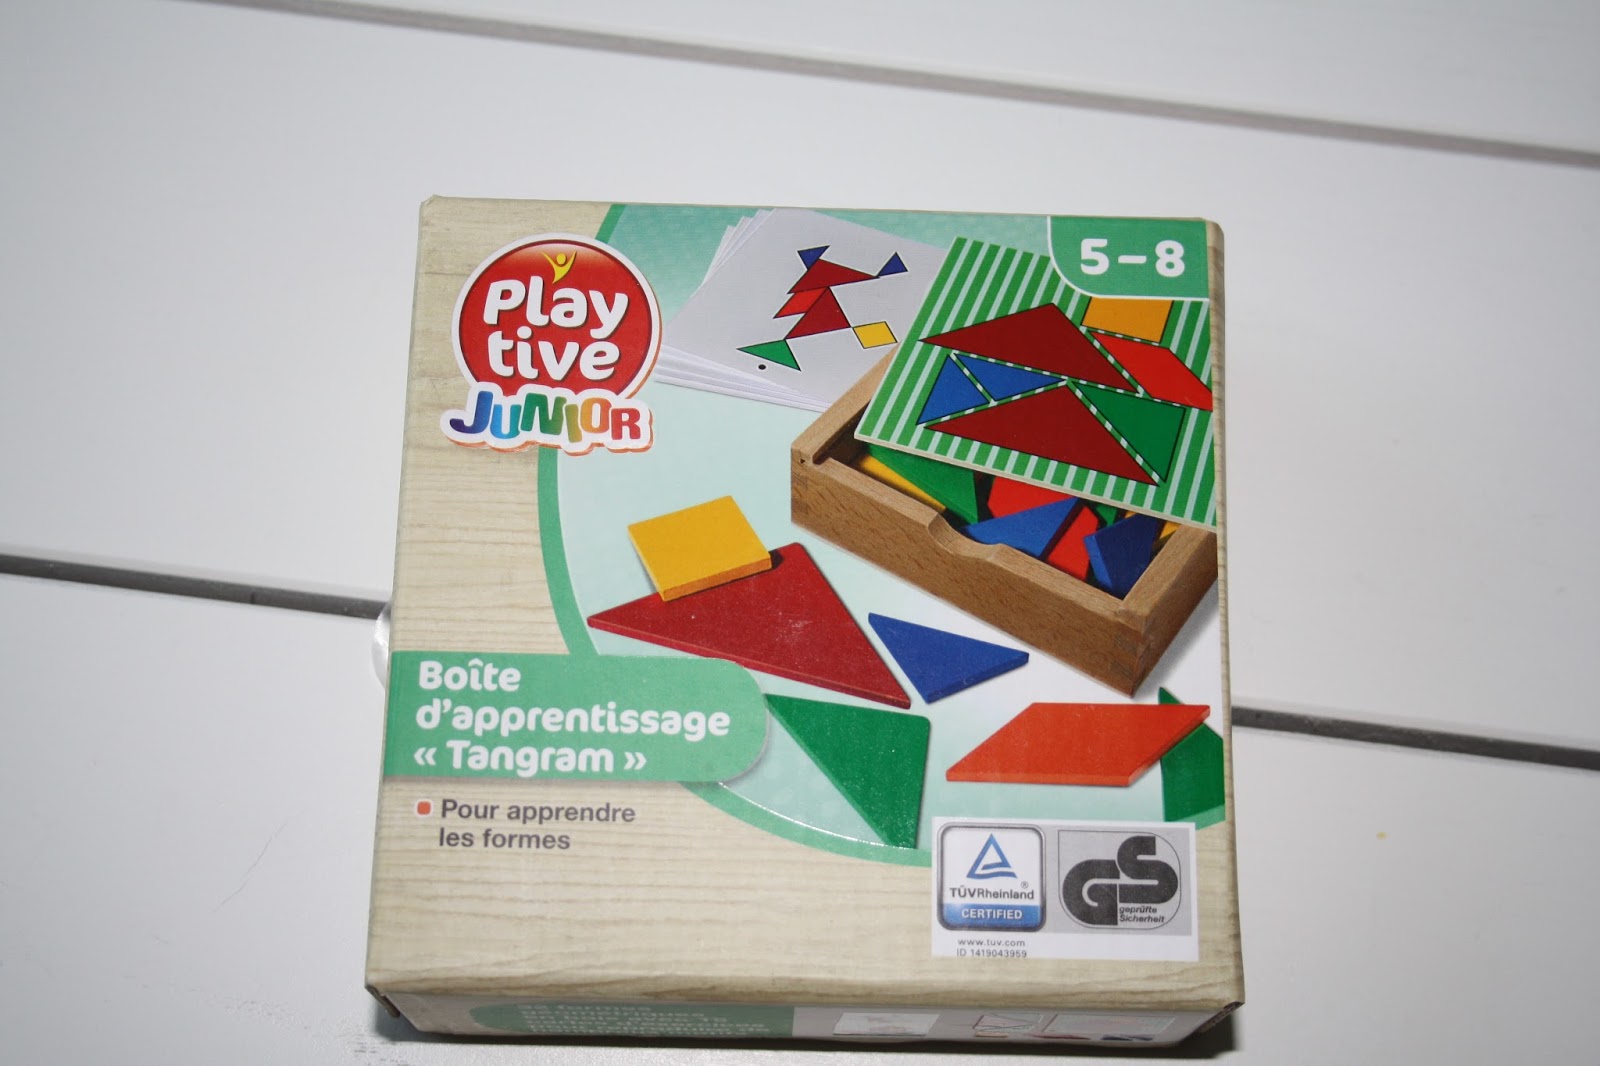 Play
tive
JUNIOR
5-8
Boîte
d'apprentissage
« Tangram »
Pour apprendre
les formes
TÜVRheinland®
CERTIFIED
www.tuv.com
ID 1419043959
GS
geprüfte
Sicherheit